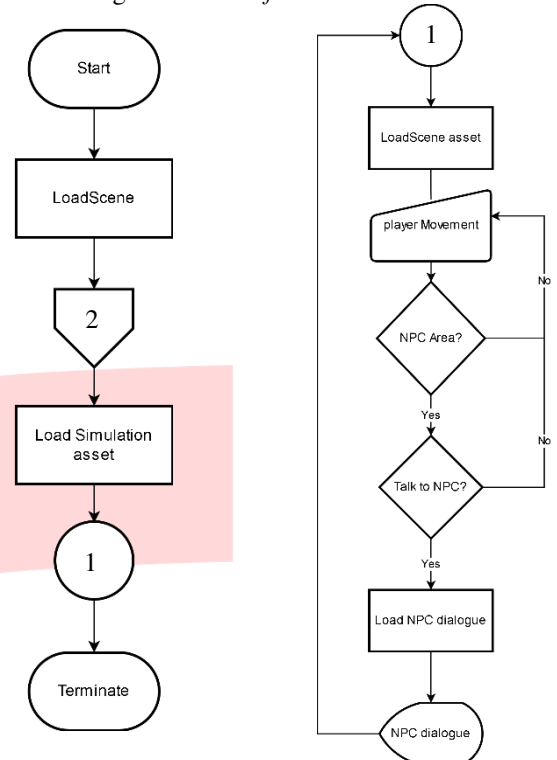 Start
LoadScene
2
Load Simulation
asset
1
Terminate
1
LoadScene asset
player Movement
No
NPC Area?
Yes
No
Talk to NPC?
Yes
Load NPC dialogue
NPC dialogue